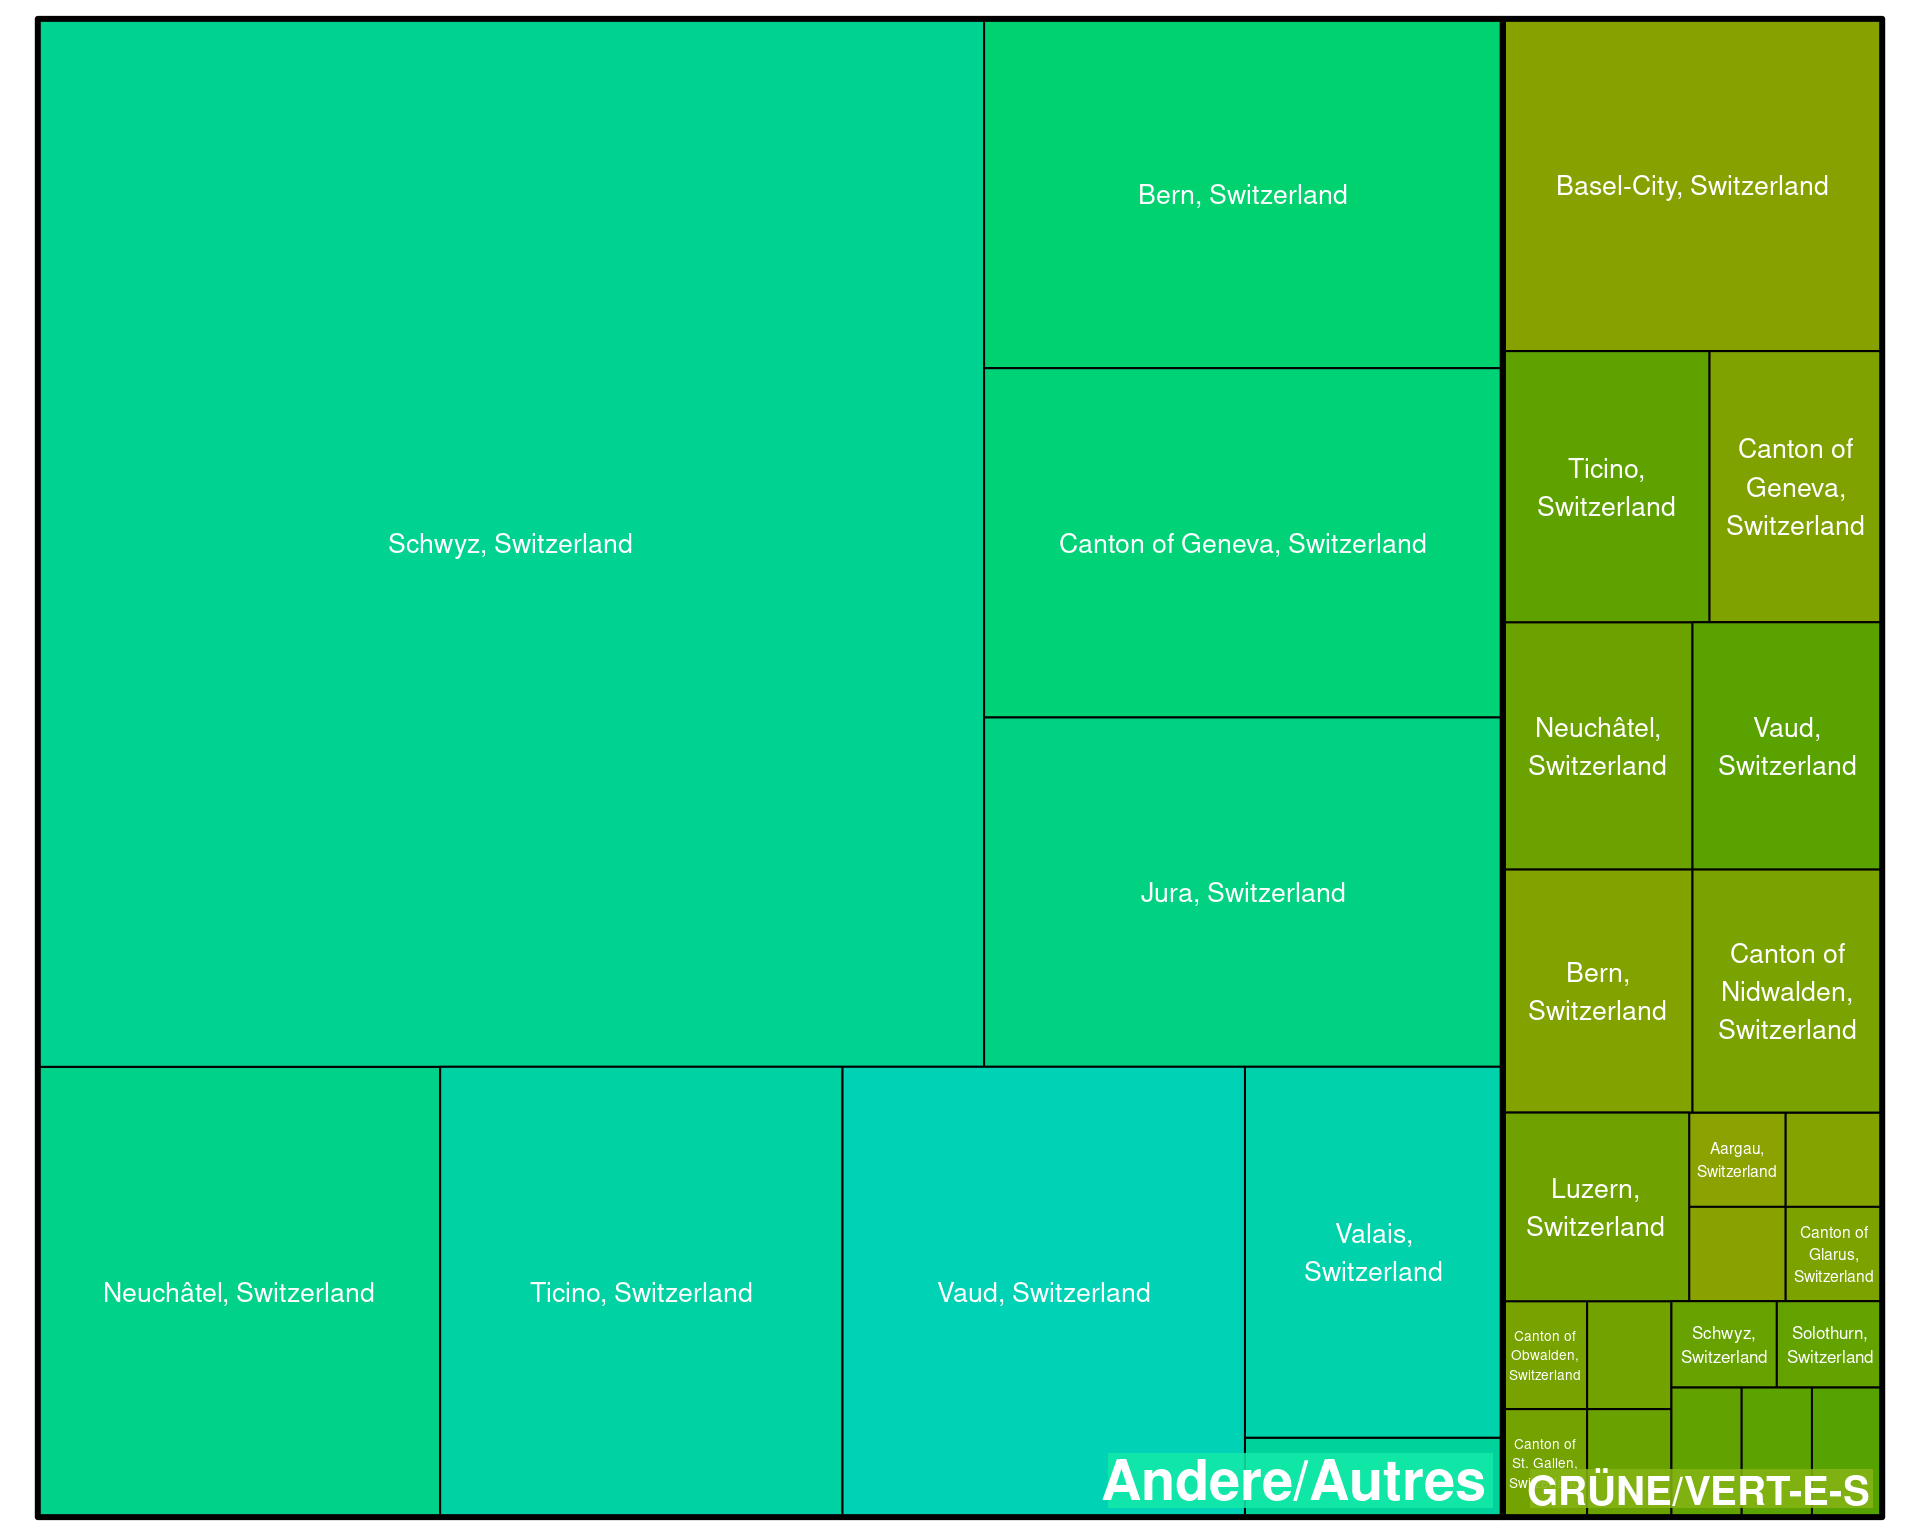 Schwyz, Switzerland
Bern, Switzerland
Canton of Geneva, Switzerland
Jura, Switzerland
Neuchâtel, Switzerland
Ticino, Switzerland
Vaud, Switzerland
Valais,
Switzerland
Andere/Autres
Basel-City, Switzerland
Ticino,
Switzerland
Canton of
Geneva,
Switzerland
Neuchâtel,
Switzerland
Vaud,
Switzerland
Bern,
Switzerland
Canton of
Nidwalden,
Switzerland
Luzern,
Switzerland
Aargau,
Switzerland
Canton of
Glarus,
Switzerland
Canton of
Obwalden,
Switzerland
Schwyz,
Switzerland
Solothurn,
Switzerland
Canton of
St. Gallen,
GRÜNE/VERT-E-S